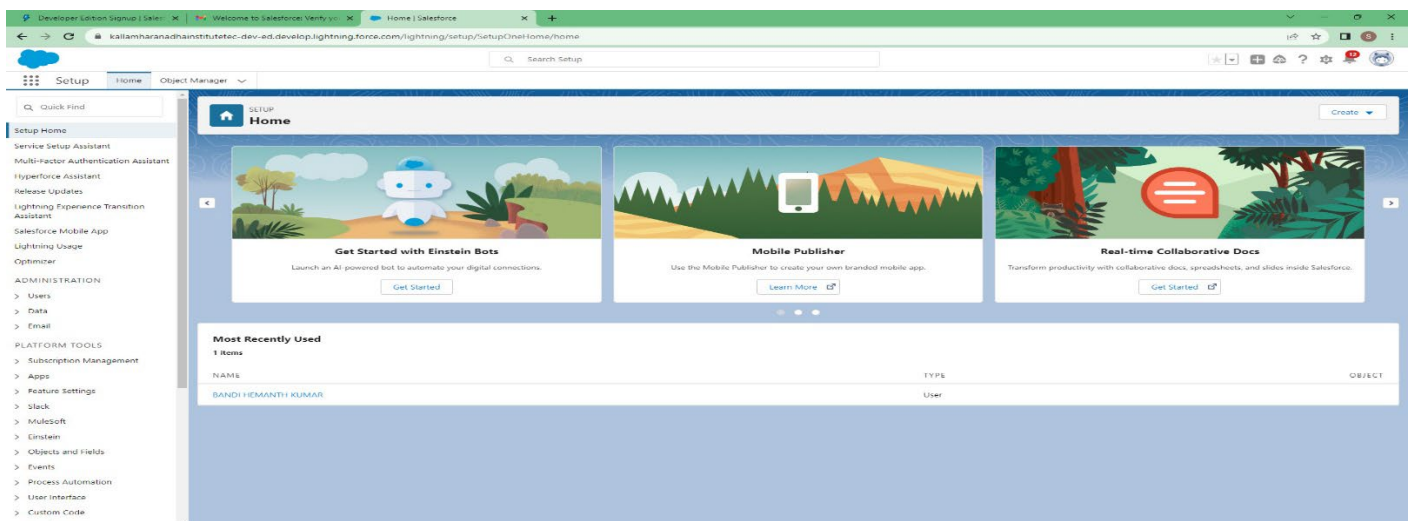 Developer Edition Signup | Sales
Welcome to Salesforce: Verify yo
Home | Salesforce
kallamharanadhainstitutetec-dev-ed.develop.lightning.force.com/lightning/setup/SetupOneHome/home
S
Search Setup
12
Setup
Home
Object Manager
Quick Find
Setup Home
Service Setup Assistant
Multi-Factor Authentication Assistant
Hyperforce Assistant
Release Updates
Lightning Experience Transition
Assistant
Salesforce Mobile App
Lightning Usage
Optimizer
ADMINISTRATION
Users
Data
Email
PLATFORM TOOLS
Subscription Management
Apps
Feature Settings
Slack
MuleSoft
Einstein
Objects and Fields
Events
Process Automation
User Interface
Custom Code
SETUP
Home
Create
Get Started with Einstein Bots
Launch an AI-powered bot to automate your digital connections.
Get Started
Mobile Publisher
Use the Mobile Publisher to create your own branded mobile app.
Learn More
Real-time Collaborative Docs
Transform productivity with collaborative docs, spreadsheets, and slides inside Salesforce.
Get Started
Most Recently Used
1 items
NAME TYPE OBJECT
BANDI HEMANTH KUMAR User